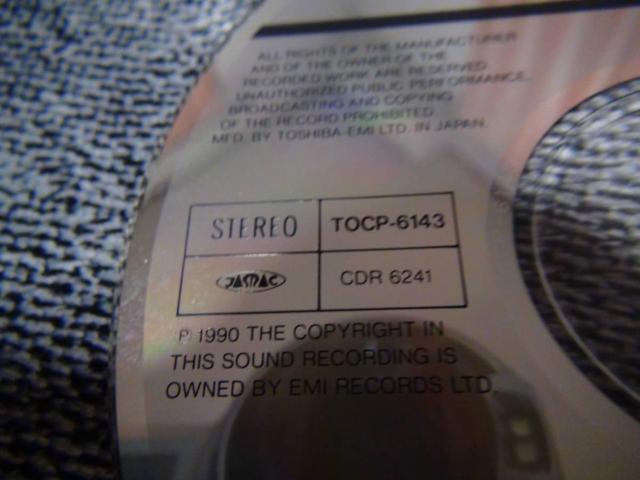 ALL RIGHTS OF THE MANUFACTURER
AND OF THE OWNER OF THE
RECORDED WORK ARE RESERVED
UNAUTHORIZED PUBLIC PERFORMANCE,
BROADCASTING AND COPYING
OF THE RECORD PROHIBITED
MFD. BY TOSHIBA-EMI LTD. IN JAPAN.
STEREO TOCP-6143
JASRAC CDR 6241
℗ 1990 THE COPYRIGHT IN
THIS SOUND RECORDING IS
OWNED BY EMI RECORDS LTD.